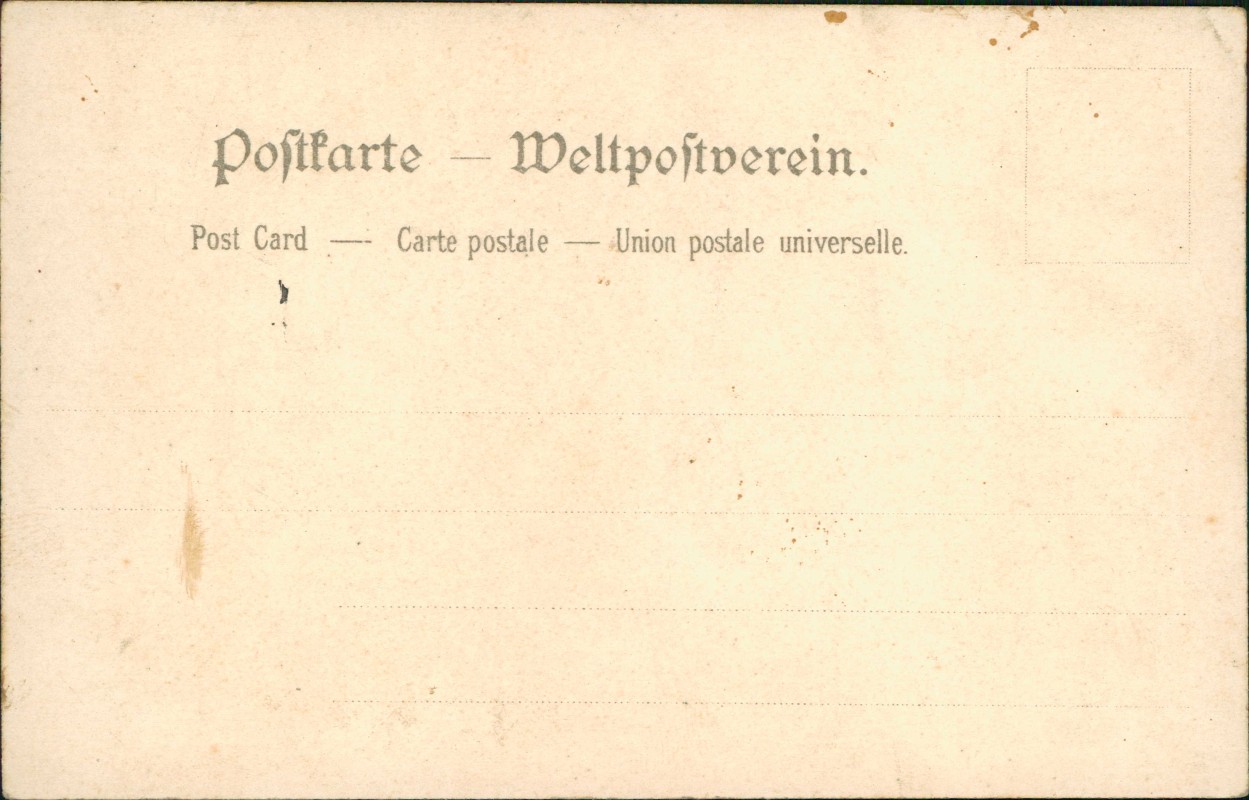 Poſtkarte — Weltpoſtverein.
Post Card — Carte postale — Union postale universelle.